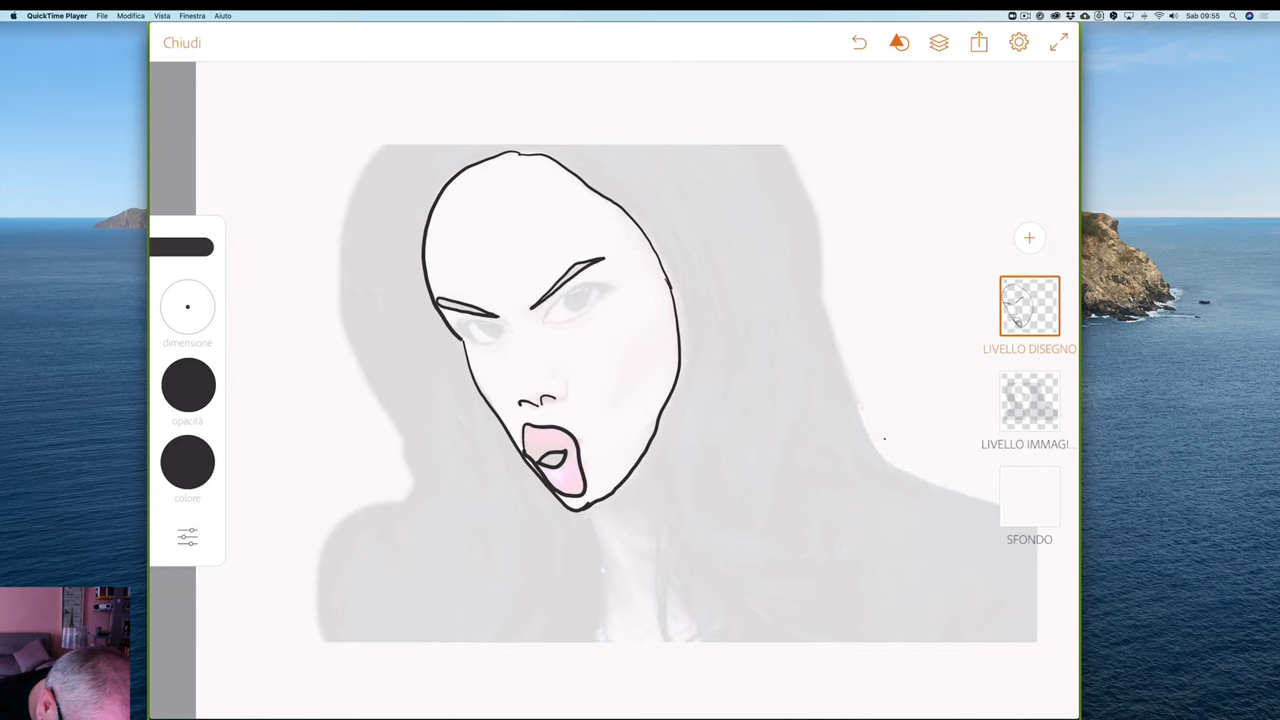 QuickTime Player File Modifica Vista Finestra Aiuto Sab 09:55
Chiudi
dimensione
opacità
colore
LIVELLO DISEGNO
LIVELLO IMMAGI...
SFONDO